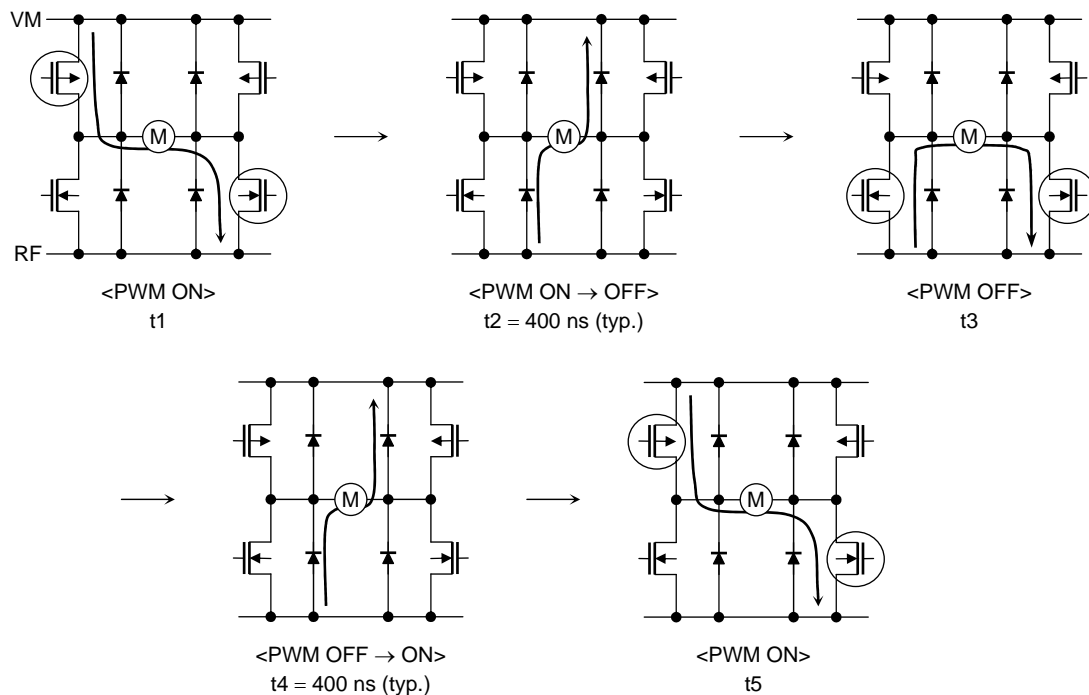 VM
M
M
M
RF
<PWM ON>
t1
<PWM ON → OFF>
t2 = 400 ns (typ.)
<PWM OFF>
t3
M
M
<PWM OFF → ON>
t4 = 400 ns (typ.)
<PWM ON>
t5